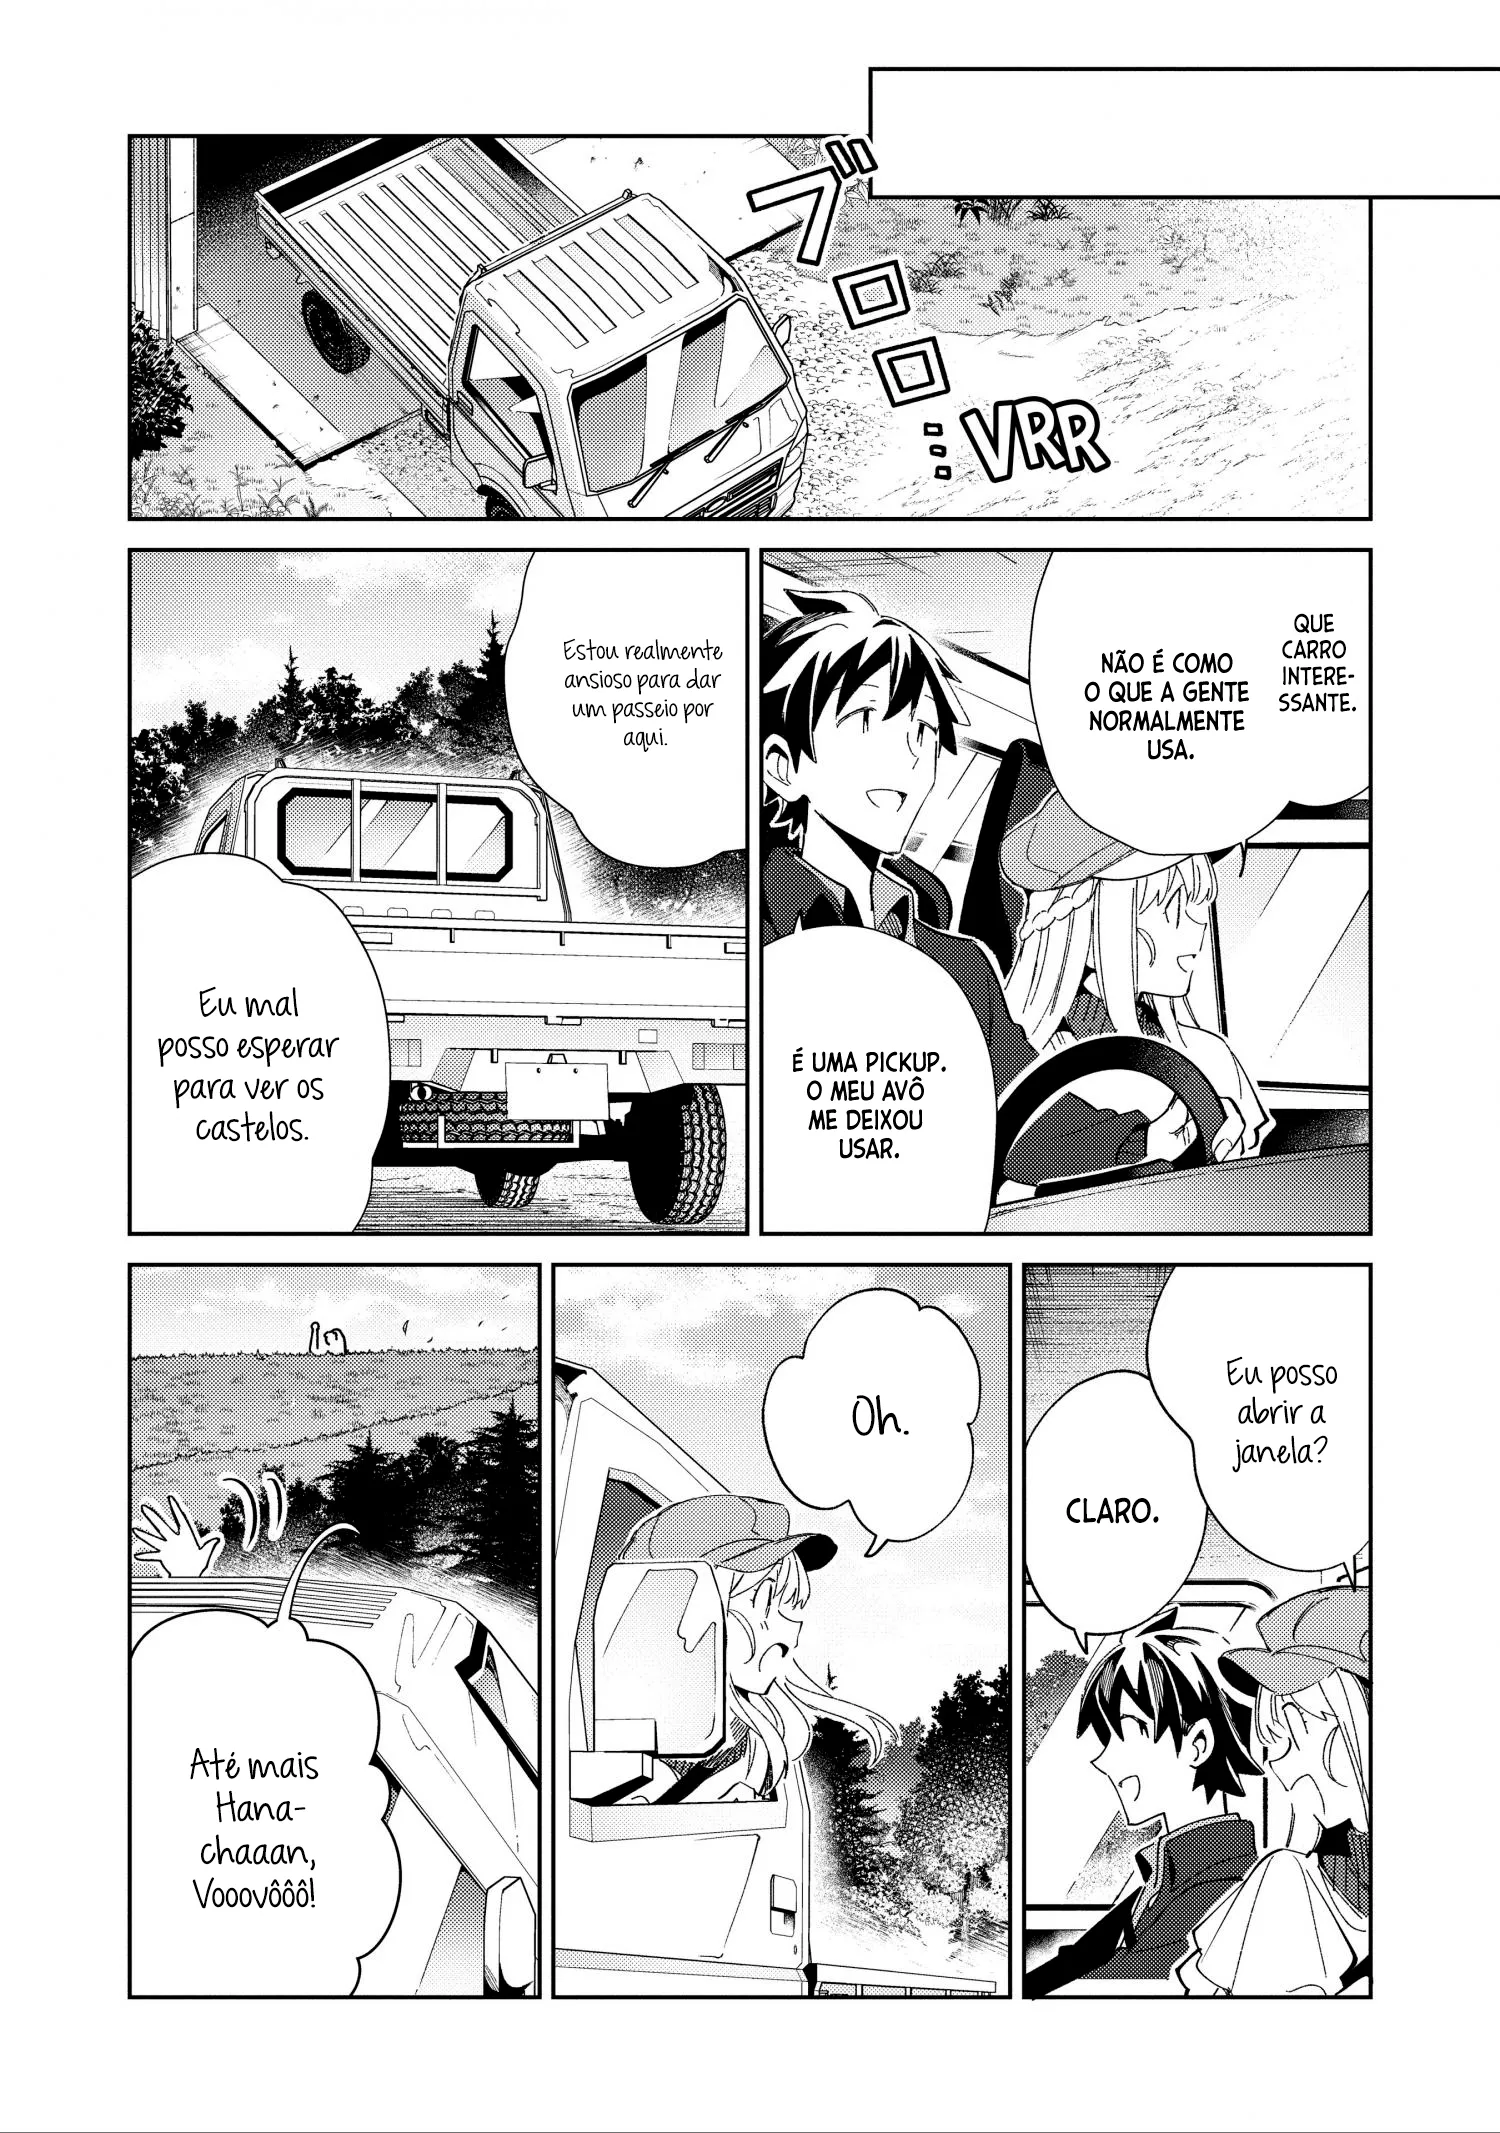 ブロロロ…
VRR
QUE
CARRO
INTERE-
SSANTE.
NÃO É COMO
O QUE A GENTE
NORMALMENTE
USA.
É UMA PICKUP.
O MEU AVÔ
ME DEIXOU
USAR.
Estou realmente
ansioso para dar
um passeio por
aqui.
Eu mal
posso esperar
para ver os
castelos.
Eu posso
abrir a
janela?
CLARO.
Oh.
Até mais
Hana-
chaaan,
Vooovôôô!